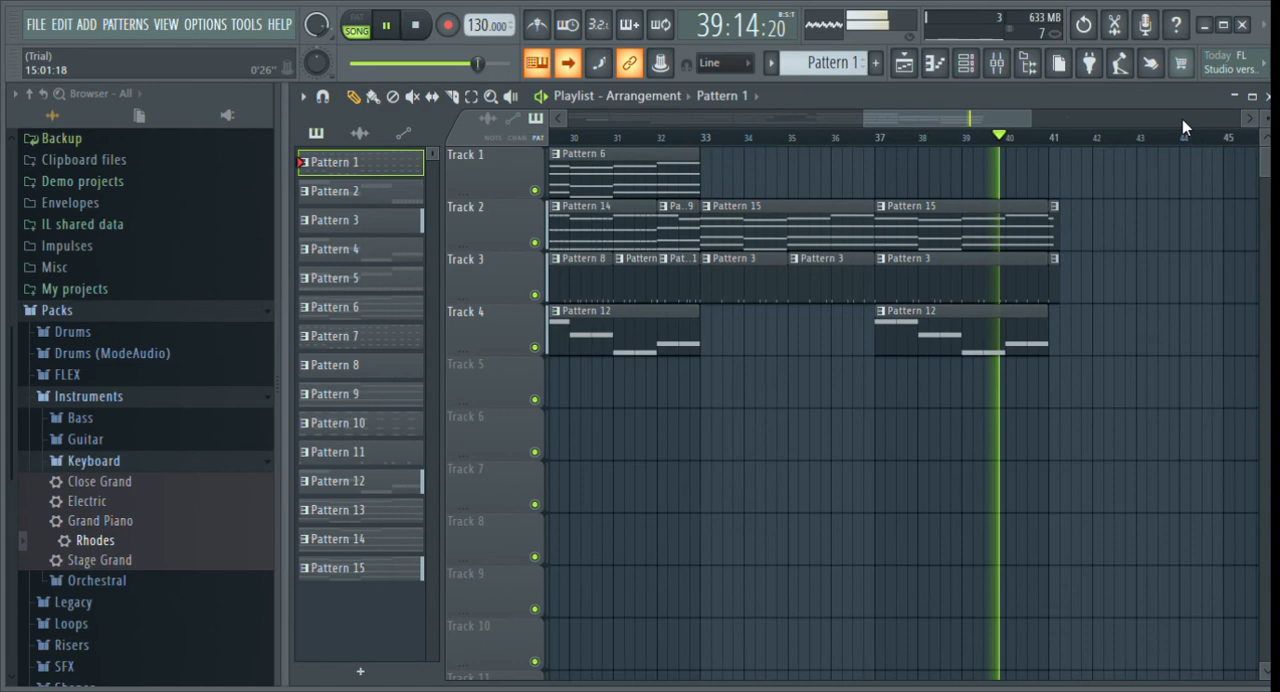 FILE EDIT ADD PATTERNS VIEW OPTIONS TOOLS HELP
PAT
SONG
130.000
3.2:
39:14:20
B:S:T
3
633 MB
7
(Trial)
15:01:18
0'26"
Line
Pattern 1
Today FL
Studio vers..
Browser - All
Playlist - Arrangement
Pattern 1
NOTE CHAN PAT
30 31 32 33 34 35 36 37 38 39 40 41 42 43 44 45
Backup
Clipboard files
Demo projects
Envelopes
IL shared data
Impulses
Misc
My projects
Packs
Drums
Drums (ModeAudio)
FLEX
Instruments
Bass
Guitar
Keyboard
Close Grand
Electric
Grand Piano
Rhodes
Stage Grand
Orchestral
Legacy
Loops
Risers
SFX
Pattern 1
Pattern 2
Pattern 3
Pattern 4
Pattern 5
Pattern 6
Pattern 7
Pattern 8
Pattern 9
Pattern 10
Pattern 11
Pattern 12
Pattern 13
Pattern 14
Pattern 15
Track 1
Pattern 6
Track 2
Pattern 14
Pa..9
Pattern 15
Pattern 15
Track 3
Pattern 8
Pattern
Pat..1
Pattern 3
Pattern 3
Pattern 3
Track 4
Pattern 12
Pattern 12
Track 5
Track 6
Track 7
Track 8
Track 9
Track 10
Track 11